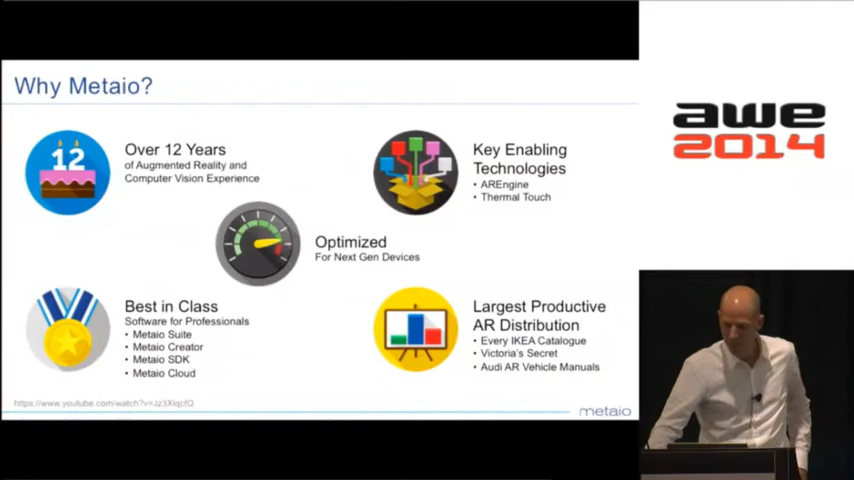 Why Metaio?
12
Over 12 Years
of Augmented Reality and
Computer Vision Experience
Key Enabling
Technologies
• AREngine
• Thermal Touch
Optimized
For Next Gen Devices
Best in Class
Software for Professionals
• Metaio Suite
• Metaio Creator
• Metaio SDK
• Metaio Cloud
Largest Productive
AR Distribution
• Every IKEA Catalogue
• Victoria's Secret
• Audi AR Vehicle Manuals
metaio
awe
2014